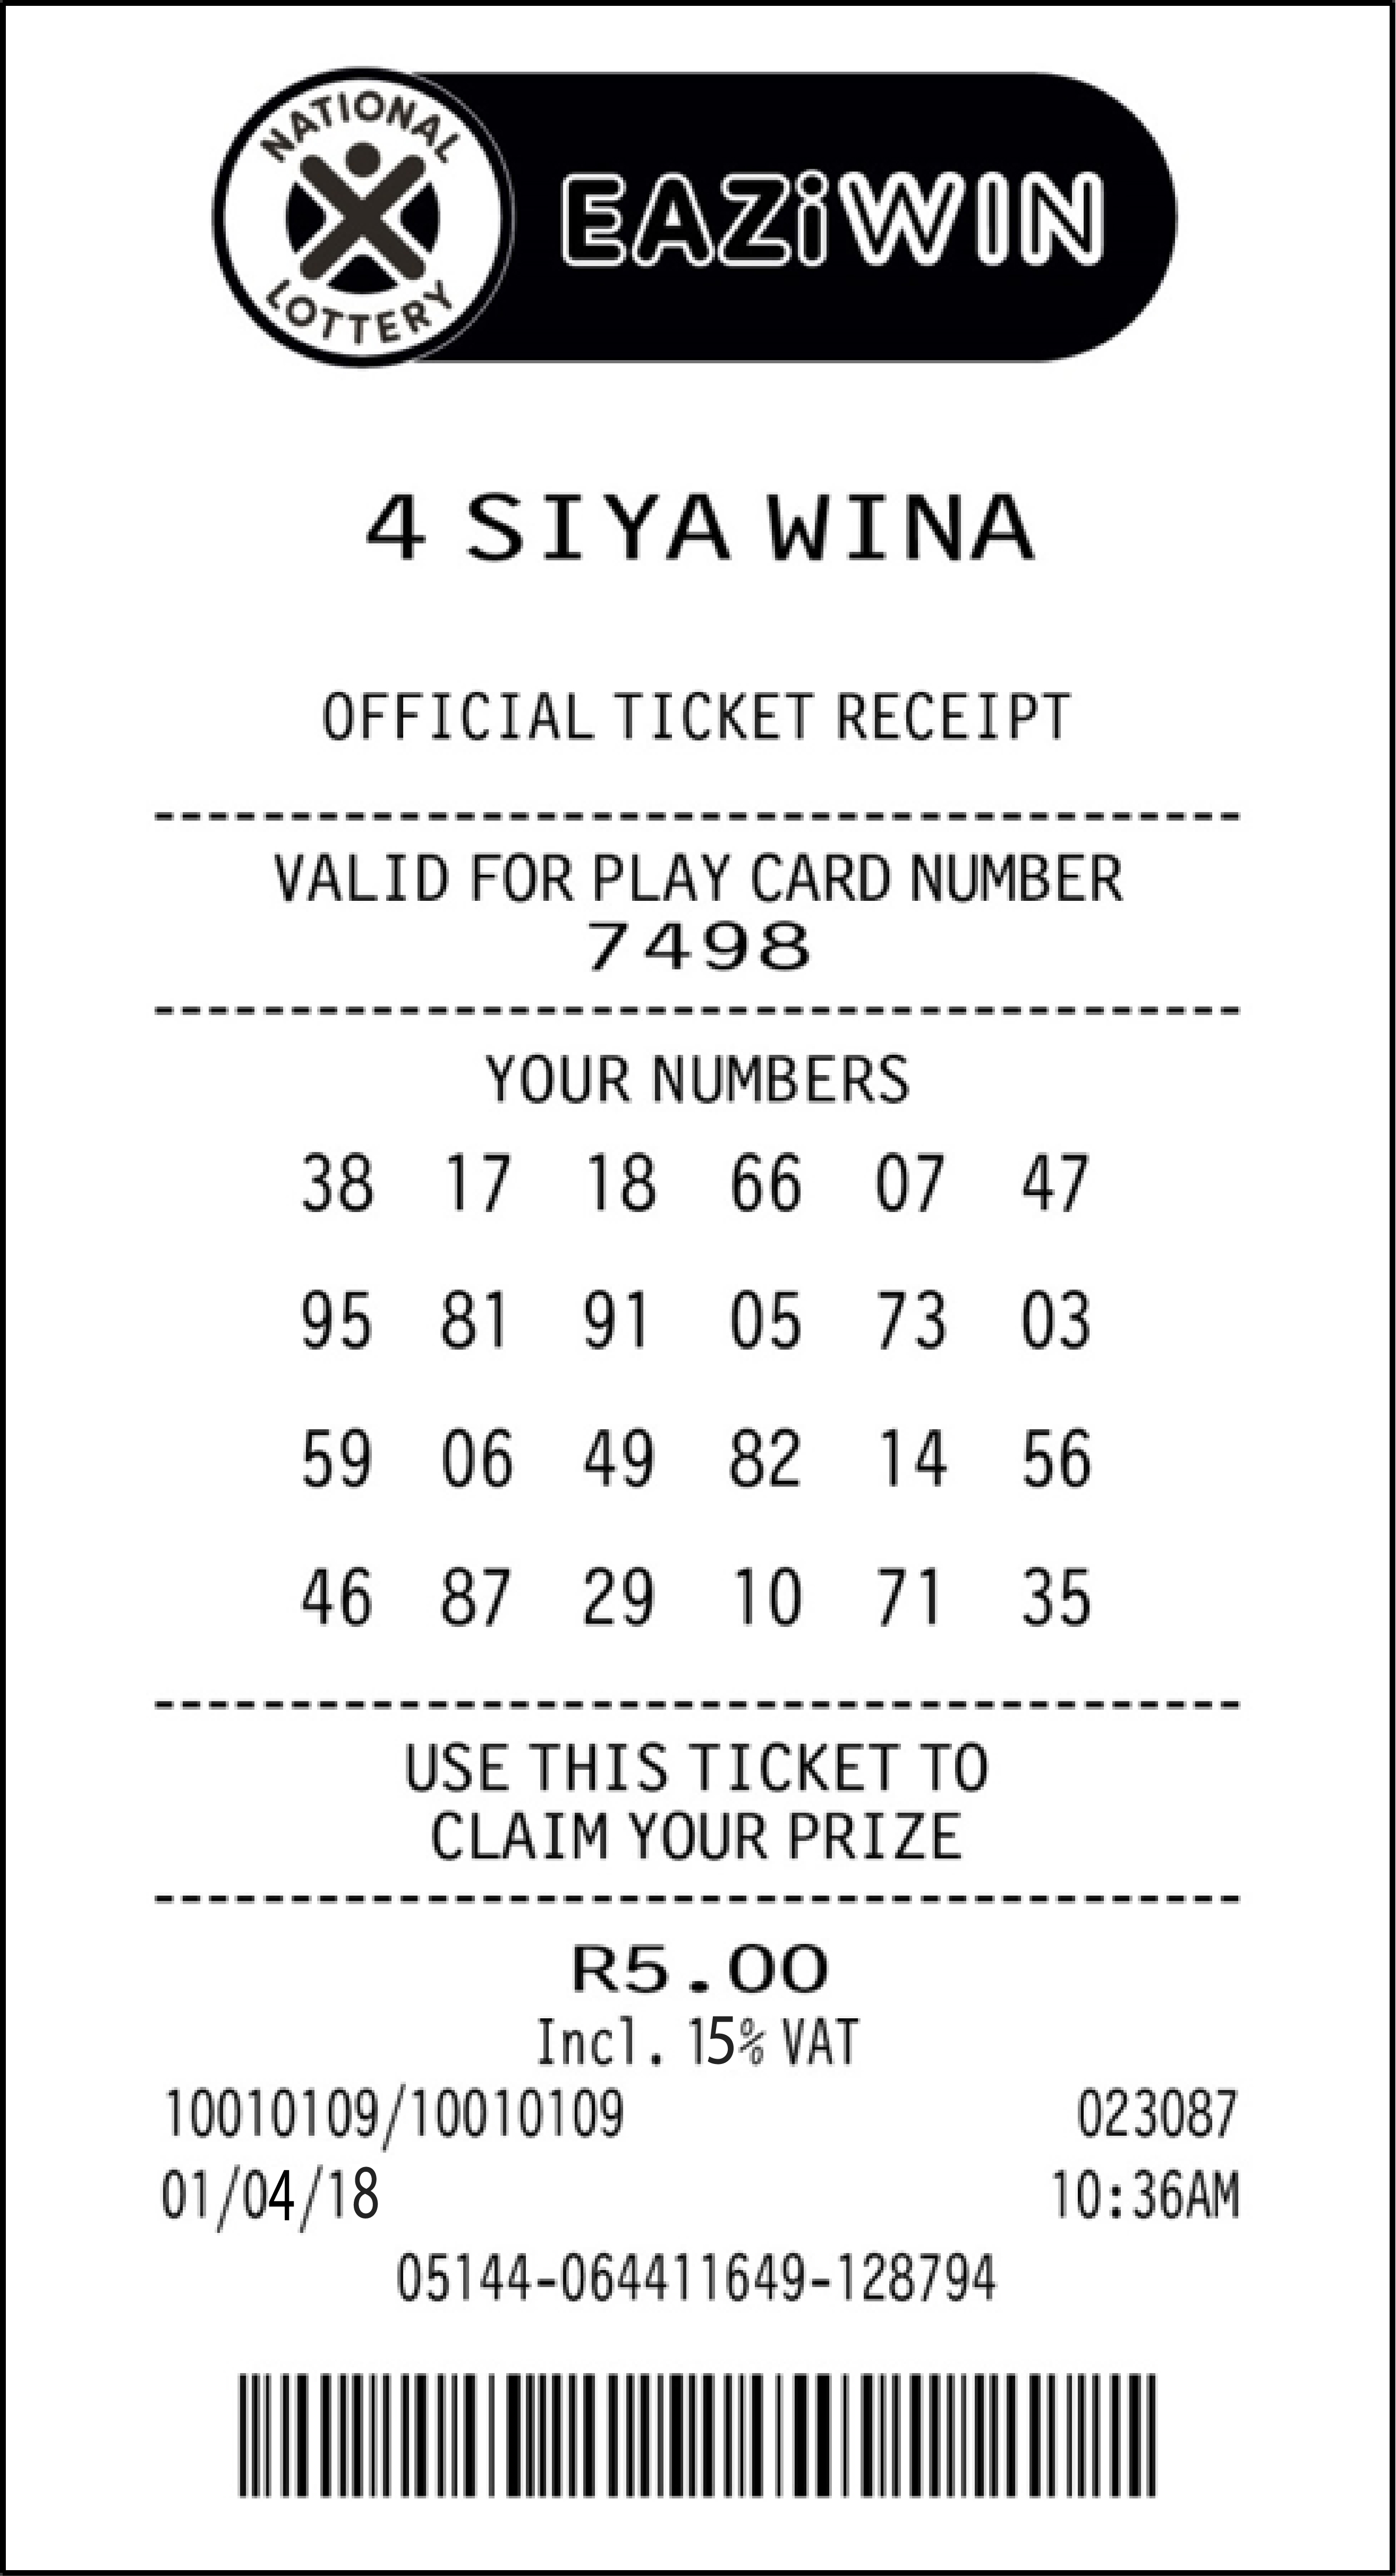 NATIONAL
LOTTERY
EAZiWIN
4 SIYA WINA
OFFICIAL TICKET RECEIPT
VALID FOR PLAY CARD NUMBER
7498
YOUR NUMBERS
38 17 18 66 07 47
95 81 91 05 73 03
59 06 49 82 14 56
46 87 29 10 71 35
USE THIS TICKET TO
CLAIM YOUR PRIZE
R5.00
Incl. 15% VAT
10010109/10010109 023087
01/04/18 10:36AM
05144-064411649-128794